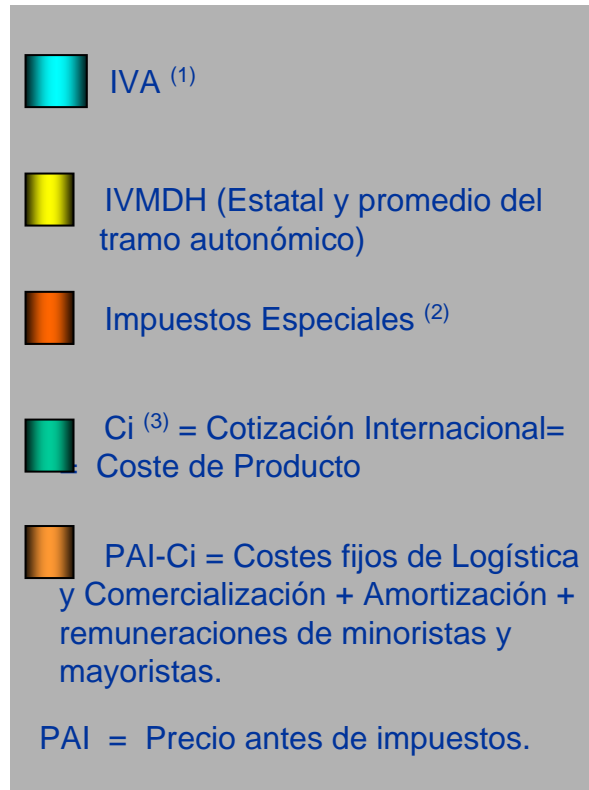 IVA (1)
IVMDH (Estatal y promedio del
tramo autonómico)
Impuestos Especiales (2)
Ci (3) = Cotización Internacional=
= Coste de Producto
PAI-Ci = Costes fijos de Logística
y Comercialización + Amortización +
remuneraciones de minoristas y
mayoristas.
PAI = Precio antes de impuestos.